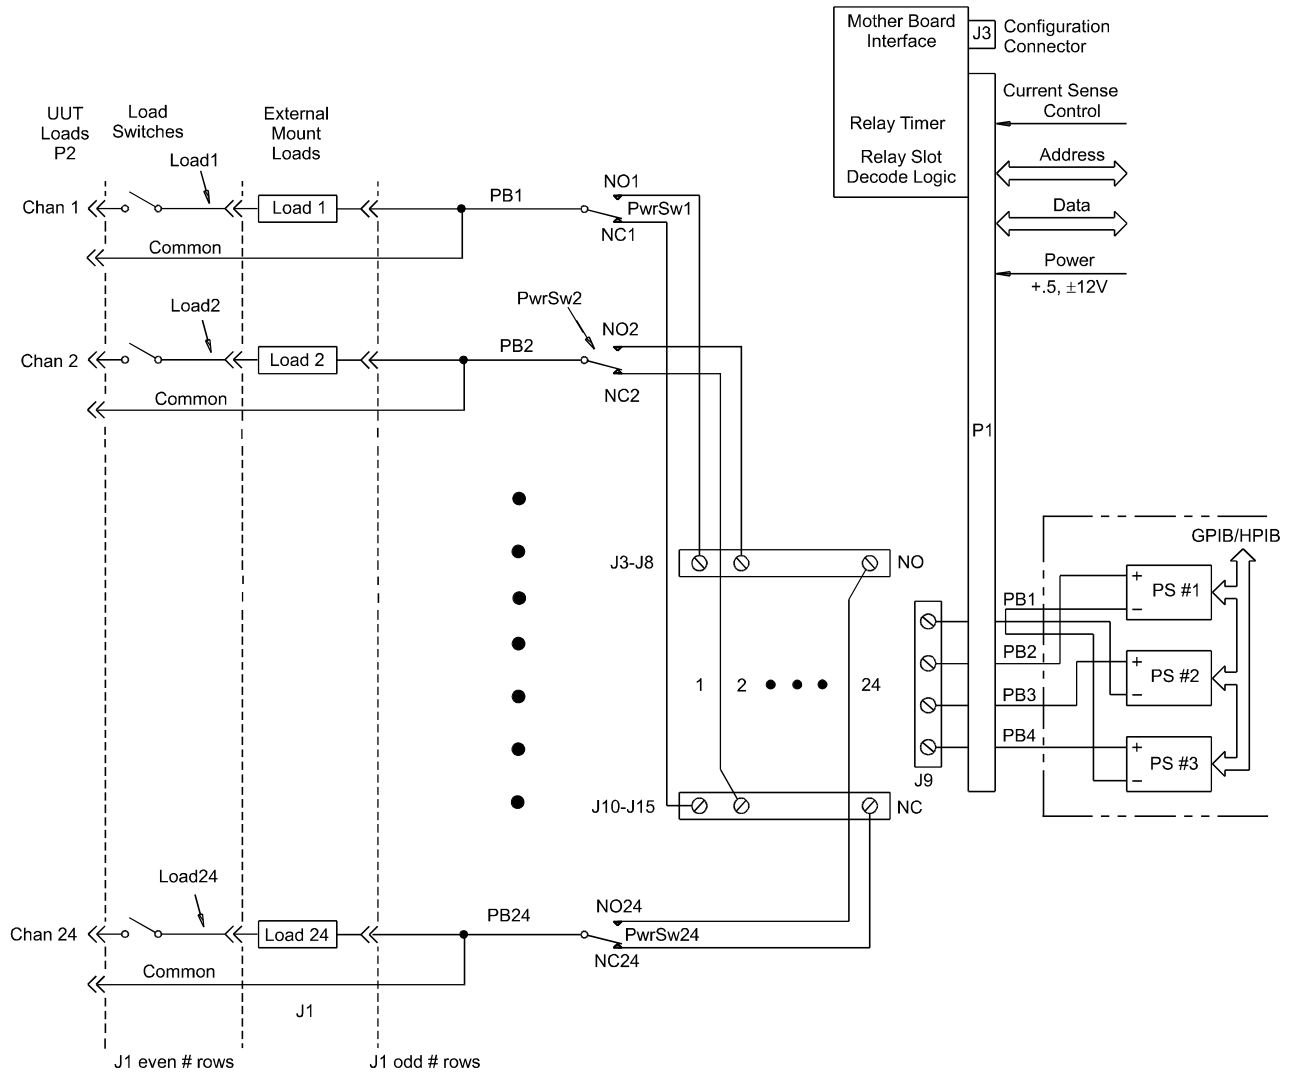 Mother Board
Interface
J3
Configuration
Connector
Relay Timer
Relay Slot
Decode Logic
Current Sense
Control
Address
Data
Power
+.5, ±12V
P1
UUT
Loads
P2
Load
Switches
External
Mount
Loads
Load1
Chan 1
Load 1
PB1
NO1
PwrSw1
NC1
Common
Load2
PwrSw2
Chan 2
Load 2
PB2
NO2
NC2
Common
J3-J8
NO
1
2
24
J10-J15
NC
J9
GPIB/HPIB
PB1
PB2
PB3
PB4
+
PS #1
–
+
PS #2
–
+
PS #3
–
Load24
Chan 24
Load 24
PB24
NO24
PwrSw24
NC24
Common
J1
J1 even # rows
J1 odd # rows